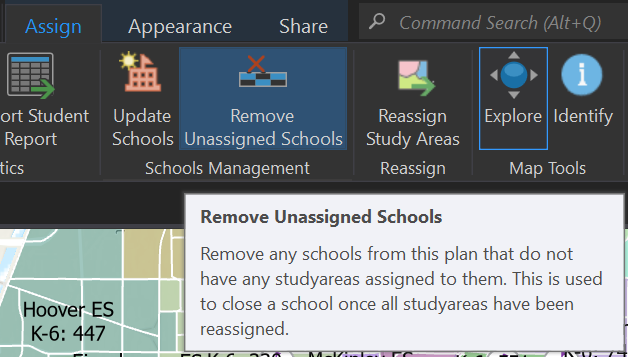 Assign Appearance Share Command Search (Alt+Q)
ort Student Update Remove Reassign Explore Identify
Report Schools Unassigned Schools Study Areas
tics Schools Management Reassign Map Tools
Remove Unassigned Schools
Remove any schools from this plan that do not
have any studyareas assigned to them. This is used
to close a school once all studyareas have been
reassigned.
Hoover ES
K-6: 447